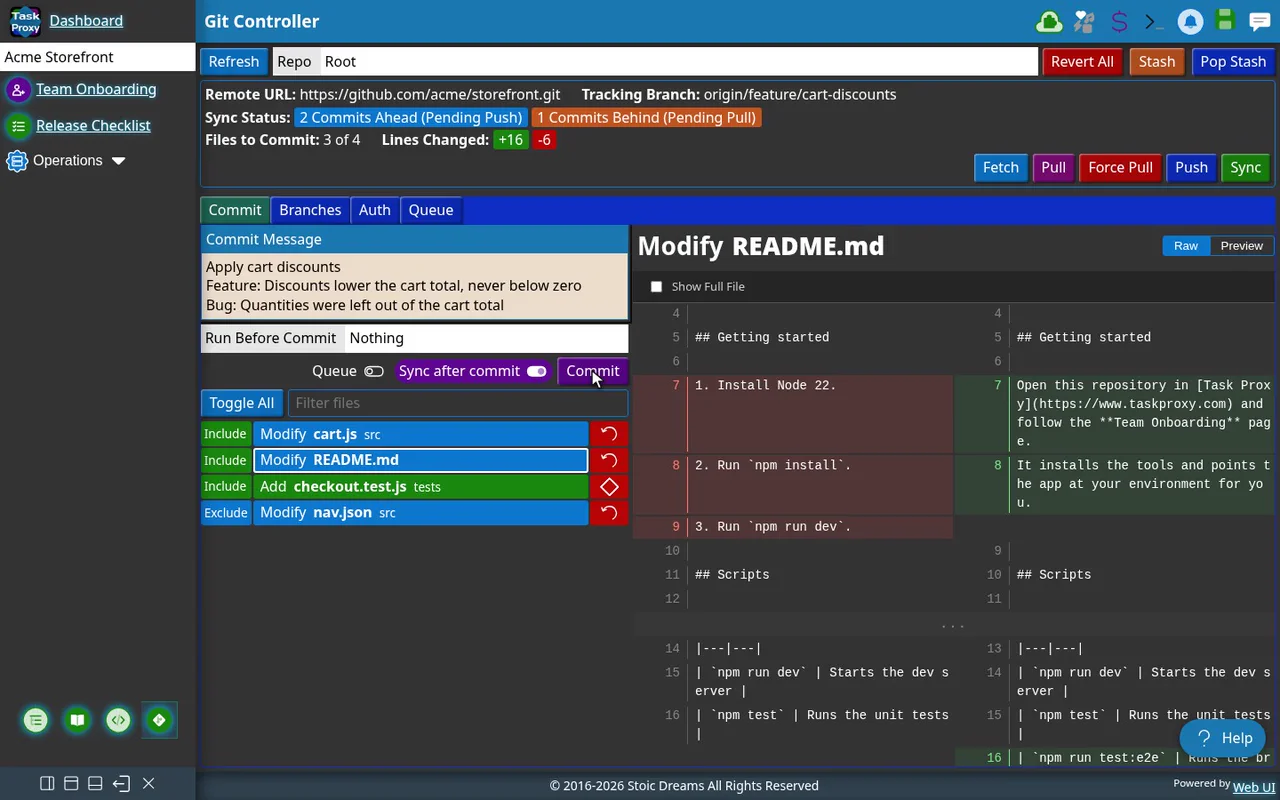 Task Proxy Dashboard
Git Controller
Acme Storefront
Team Onboarding
Release Checklist
Operations
Refresh Repo Root Revert All Stash Pop Stash
Remote URL: https://github.com/acme/storefront.git Tracking Branch: origin/feature/cart-discounts
Sync Status: 2 Commits Ahead (Pending Push) 1 Commits Behind (Pending Pull)
Files to Commit: 3 of 4 Lines Changed: +16 -6
Fetch Pull Force Pull Push Sync
Commit Branches Auth Queue
Commit Message
Apply cart discounts
Feature: Discounts lower the cart total, never below zero
Bug: Quantities were left out of the cart total
Run Before Commit Nothing
Queue Sync after commit Commit
Toggle All Filter files
Include Modify cart.js src
Include Modify README.md
Include Add checkout.test.js tests
Exclude Modify nav.json src
Modify README.md Raw Preview
Show Full File
4 4
5 ## Getting started 5 ## Getting started
6 6
7 1. Install Node 22. 7 Open this repository in [Task Prox
y](https://www.taskproxy.com) and
follow the **Team Onboarding** pag
e.
8 2. Run `npm install`. 8 It installs the tools and points t
he app at your environment for yo
u.
9 3. Run `npm run dev`.
10 9
11 ## Scripts 10 ## Scripts
12 11
...
14 |---|---| 13 |---|---|
15 | `npm run dev` | Starts the dev s 14 | `npm run dev` | Starts the dev s
erver | erver |
16 | `npm test` | Runs the unit tests 15 | `npm test` | Runs the unit tests
| |
16 | `npm run test:e2e` | Runs the br
? Help
© 2016-2026 Stoic Dreams All Rights Reserved
Powered by Web UI